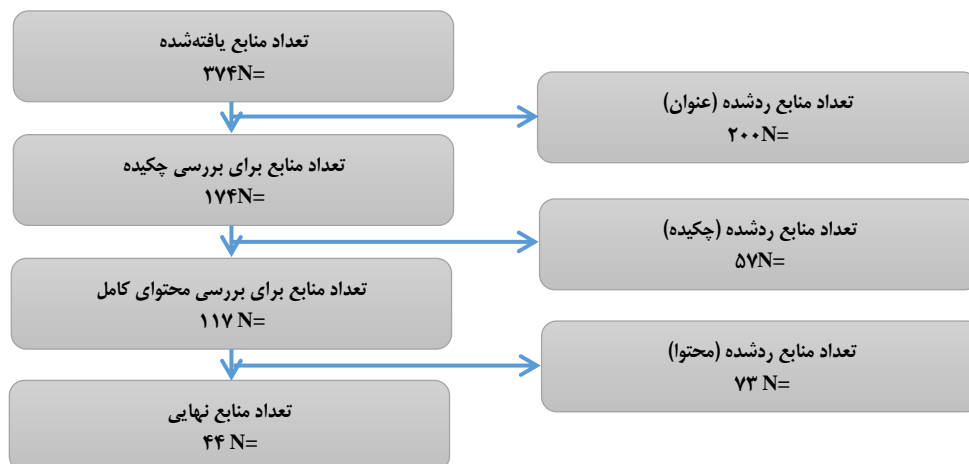 تعداد منابع یافته‌شده
۳۷۴N=
تعداد منابع ردشده (عنوان)
۲۰۰N=
تعداد منابع برای بررسی چکیده
۱۷۴N=
تعداد منابع ردشده (چکیده)
۵۷N=
تعداد منابع برای بررسی محتوای کامل
۱۱۷ N=
تعداد منابع ردشده (محتوا)
۷۳ N=
تعداد منابع نهایی
۴۴ N=